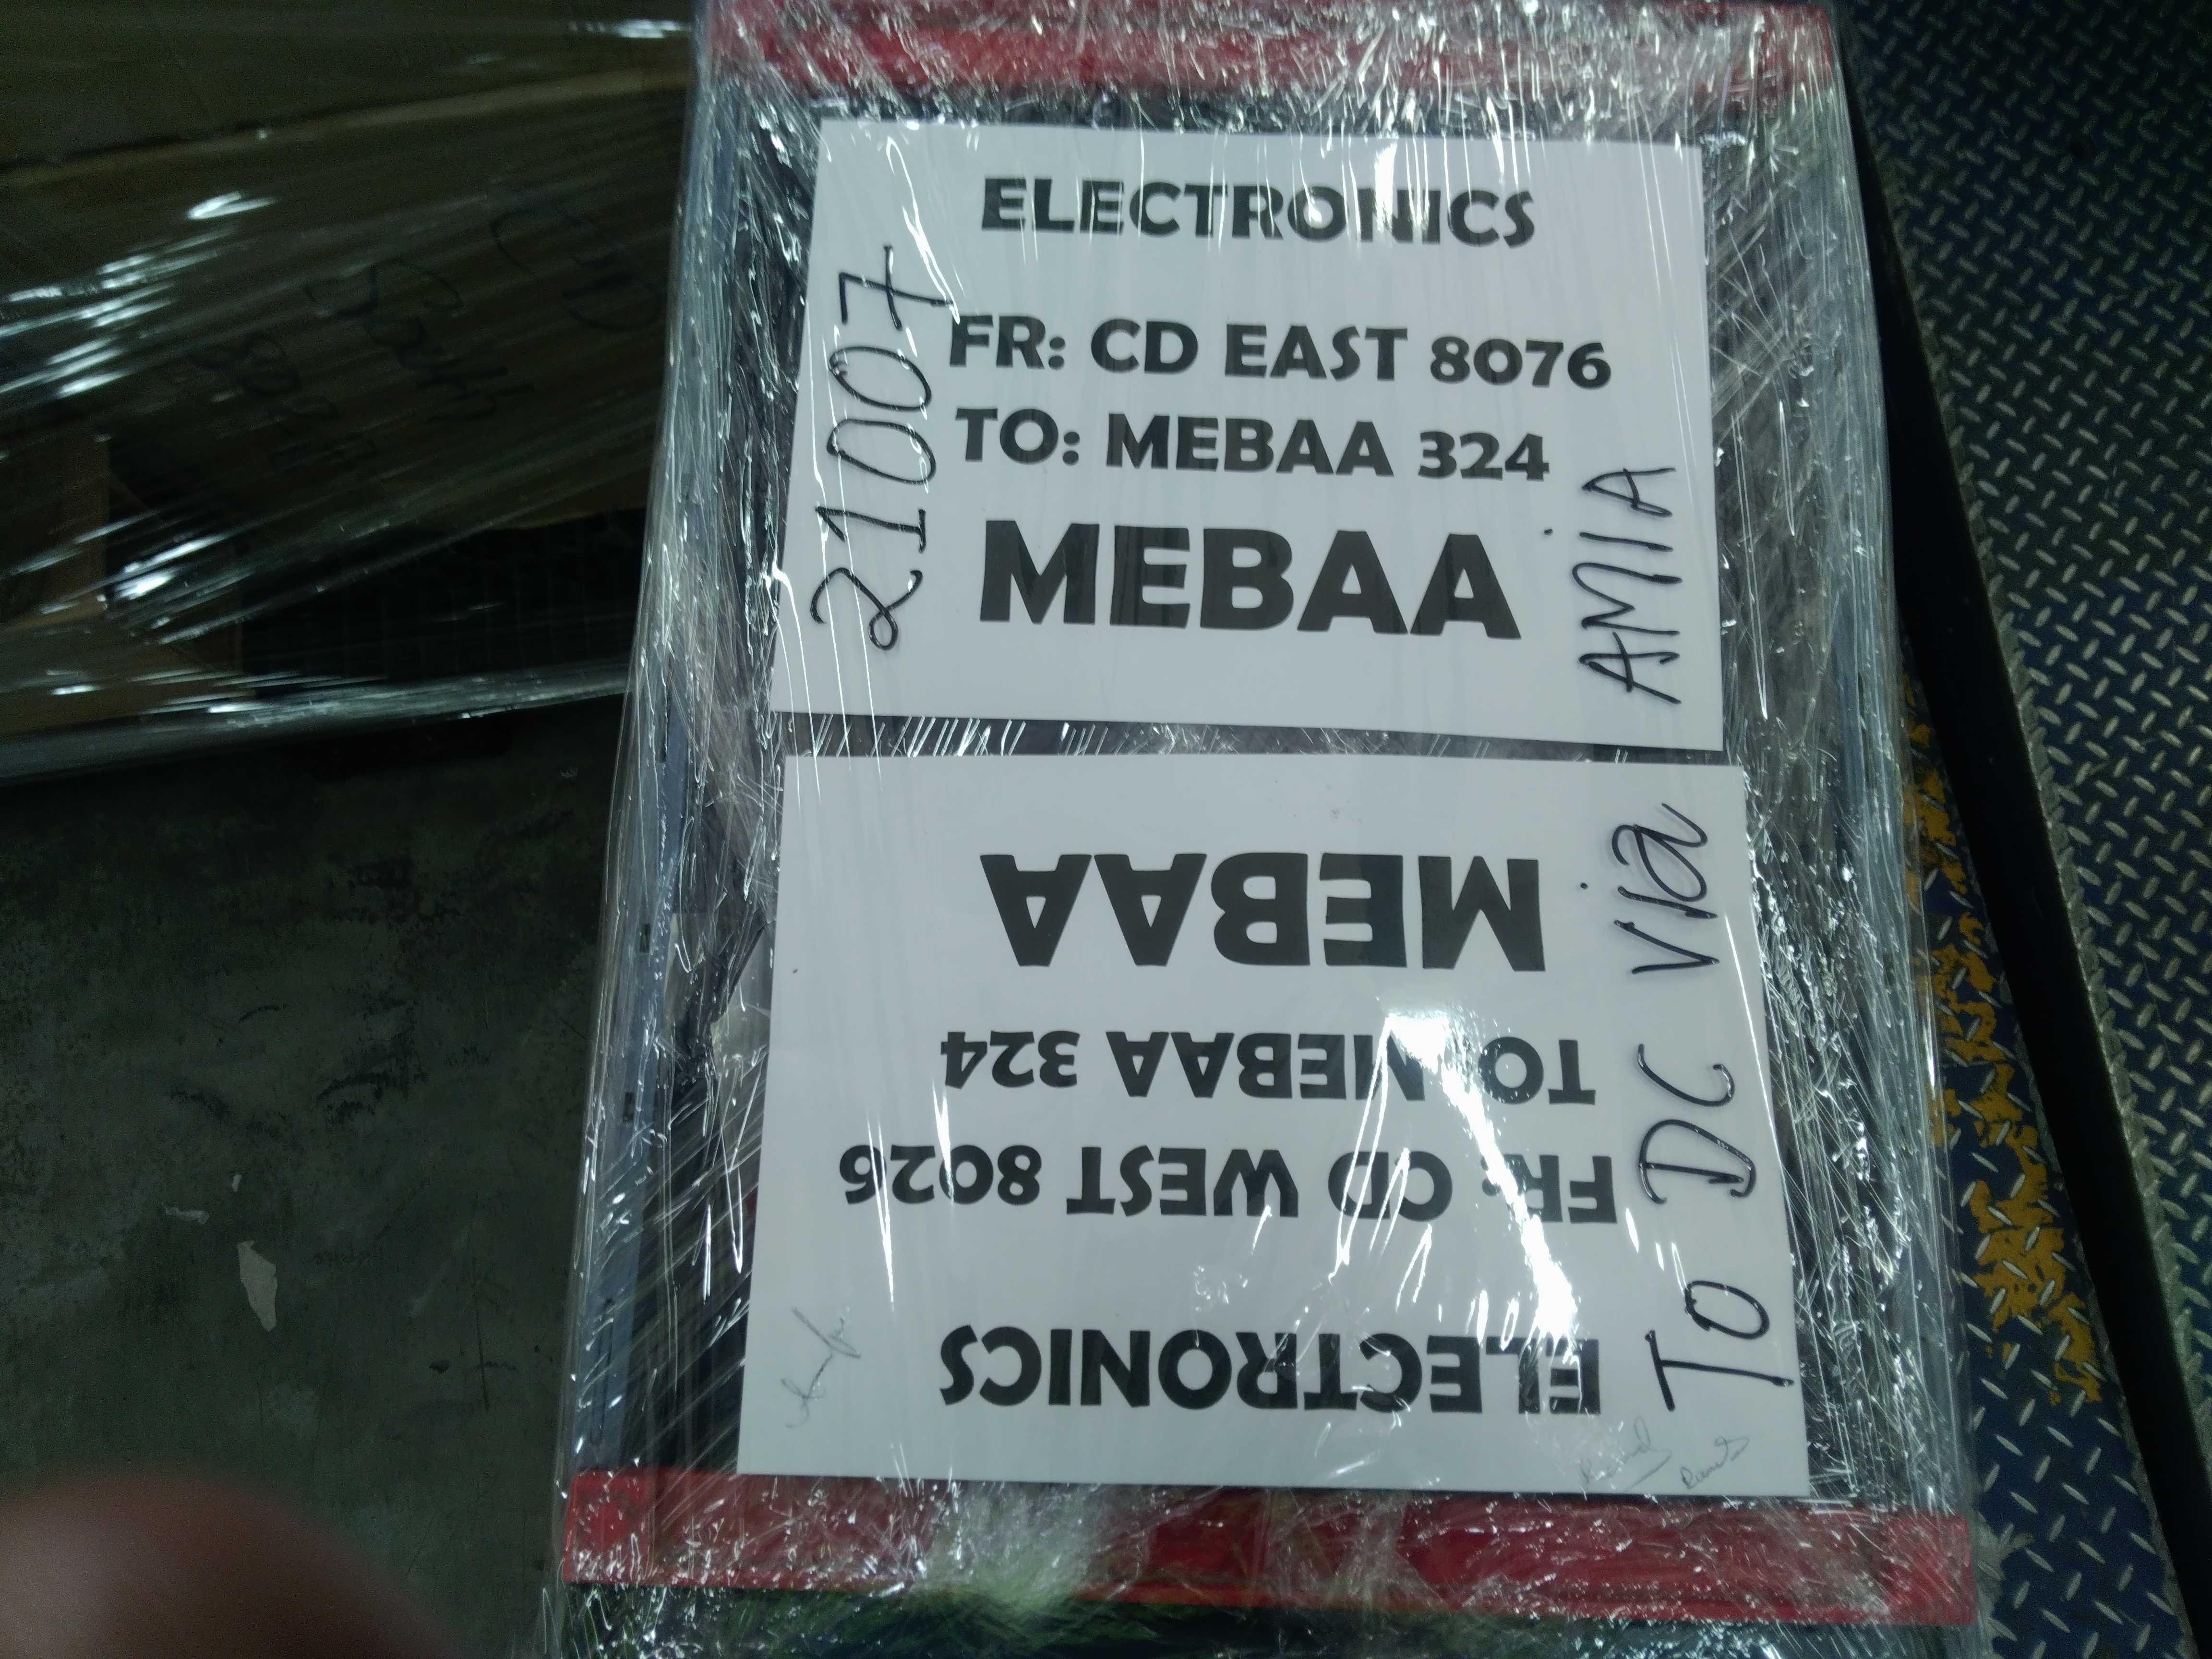 ELECTRONICS
FR: CD EAST 8076
TO: MEBAA 324
MEBAA
21007
AMIA
To DC via
ELECTRONICS
FR: CD WEST 8026
TO MEBAA 324
MEBAA